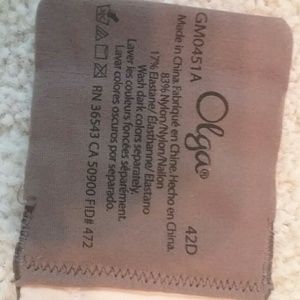 GM0451A
Olga®
42D
Made in China.Fabriqué en Chine.Hecho en China.
83% Nylon/Nylon/Nailon
17% Elastane/ Elasthanne/ Elastano
Wash dark colors separately.
Laver les couleurs foncées séparément.
Lavar colores oscuros por separado.
RN 36543 CA 50900 FID# 472